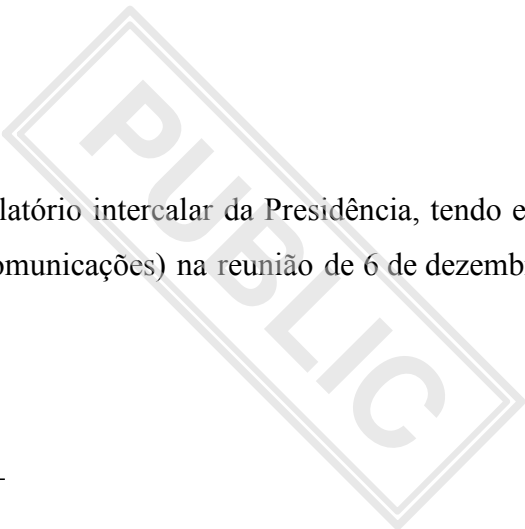 latório intercalar da Presidência, tendo e
omunicações) na reunião de 6 de dezemb
PUBLIC